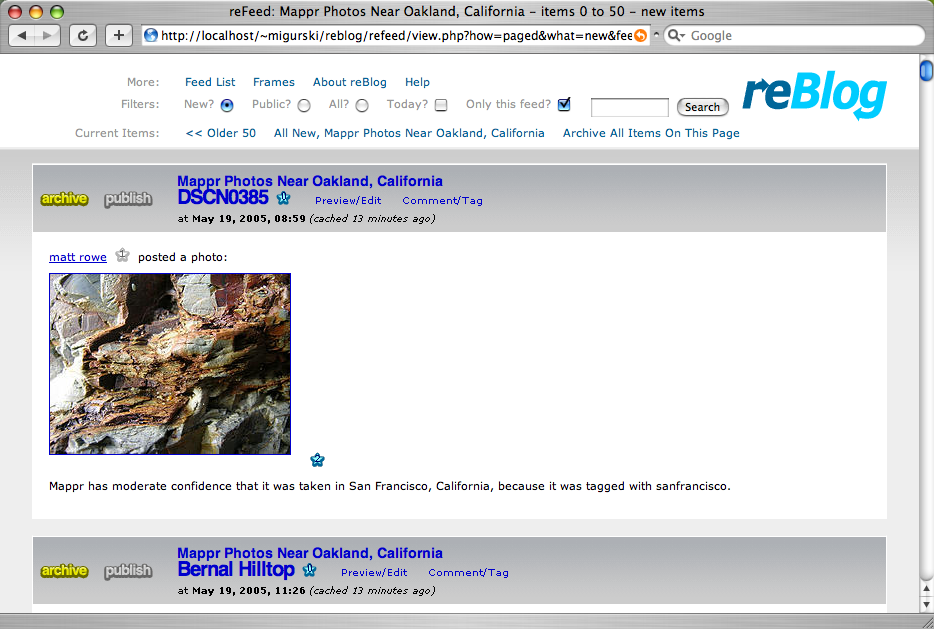 reFeed: Mappr Photos Near Oakland, California – items 0 to 50 – new items
http://localhost/~migurski/reblog/refeed/view.php?how=paged&what=new&fee
Google
More: Feed List Frames About reBlog Help
reBlog
Filters: New? Public? All? Today? Only this feed? Search
Current Items: << Older 50 All New, Mappr Photos Near Oakland, California Archive All Items On This Page
Mappr Photos Near Oakland, California
archive publish DSCN0385 1 Preview/Edit Comment/Tag
at May 19, 2005, 08:59 (cached 13 minutes ago)
matt rowe 1 posted a photo:
2
Mappr has moderate confidence that it was taken in San Francisco, California, because it was tagged with sanfrancisco.
Mappr Photos Near Oakland, California
archive publish Bernal Hilltop 1 Preview/Edit Comment/Tag
at May 19, 2005, 11:26 (cached 13 minutes ago)